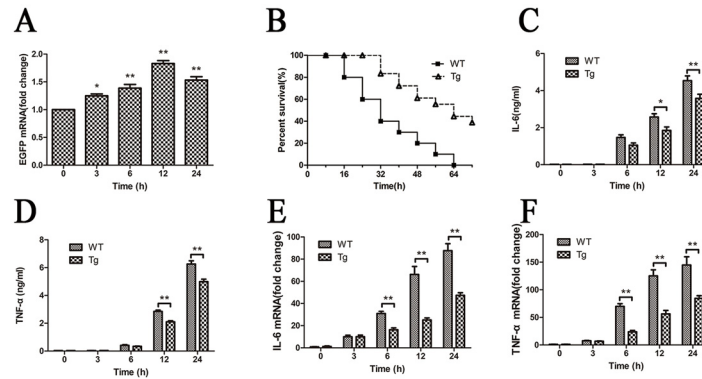 A
EGFP mRNA(fold change)
2.0
1.5
1.0
0.5
0.0
*
**
**
**
0 3 6 12 24
Time (h)
B
Percent survival(%)
100
80
60
40
20
0
WT
Tg
0 16 32 48 64
Time(h)
C
IL-6(ng/ml)
6
4
2
0
WT
Tg
*
**
0 3 6 12 24
Time (h)
D
TNF-α (ng/ml)
8
6
4
2
0
WT
Tg
**
**
0 3 6 12 24
Time (h)
E
IL-6 mRNA(fold change)
100
80
60
40
20
0
WT
Tg
**
**
**
0 3 6 12 24
Time (h)
F
TNF-α mRNA(fold change)
200
150
100
75
50
25
0
WT
Tg
**
**
**
0 3 6 12 24
Time (h)